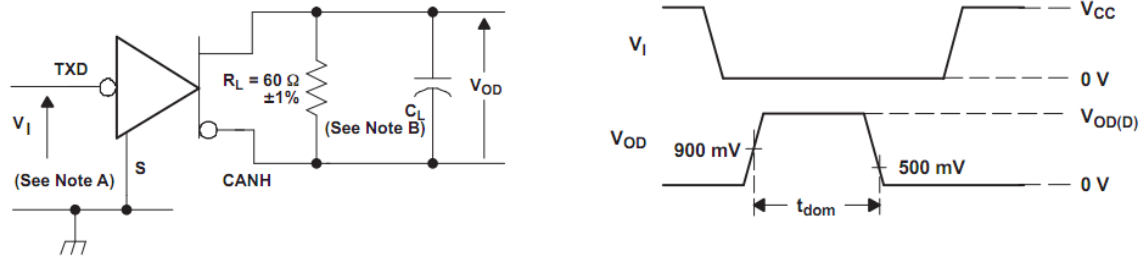 TXD
V_I
(See Note A)
S
R_L = 60 Ω
±1%
(See Note B)
C_L
V_OD
CANH
V_I
V_CC
0 V
V_OD
900 mV
V_OD(D)
500 mV
0 V
t_dom